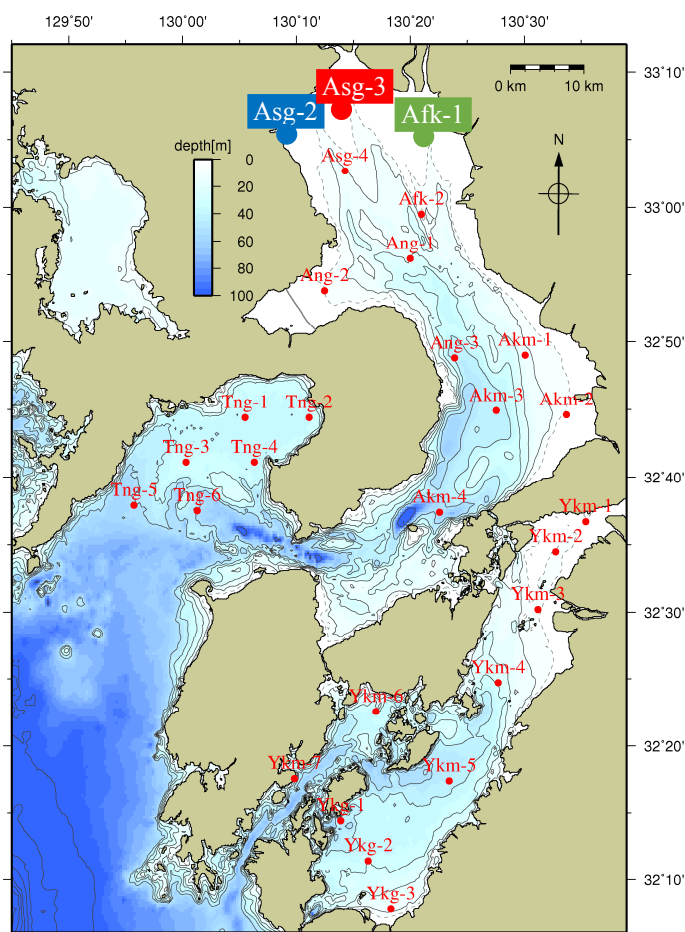 129˚50' 130˚00' 130˚10' 130˚20' 130˚30'
33˚10'
0 km 10 km
Asg-3
Asg-2
Afk-1
N
depth[m]
0
20
40
60
80
100
Asg-4
Afk-2
33˚00'
Ang-1
Ang-2
32˚50'
Akm-1
Ang-3
Akm-3
Akm-2
Tng-1
Tng-2
Tng-3
Tng-4
32˚40'
Tng-5
Tng-6
Akm-4
Ykm-1
Ykm-2
Ykm-3
32˚30'
Ykm-4
Ykm-6
32˚20'
Ykm-7
Ykm-5
Ykg-1
Ykg-2
32˚10'
Ykg-3